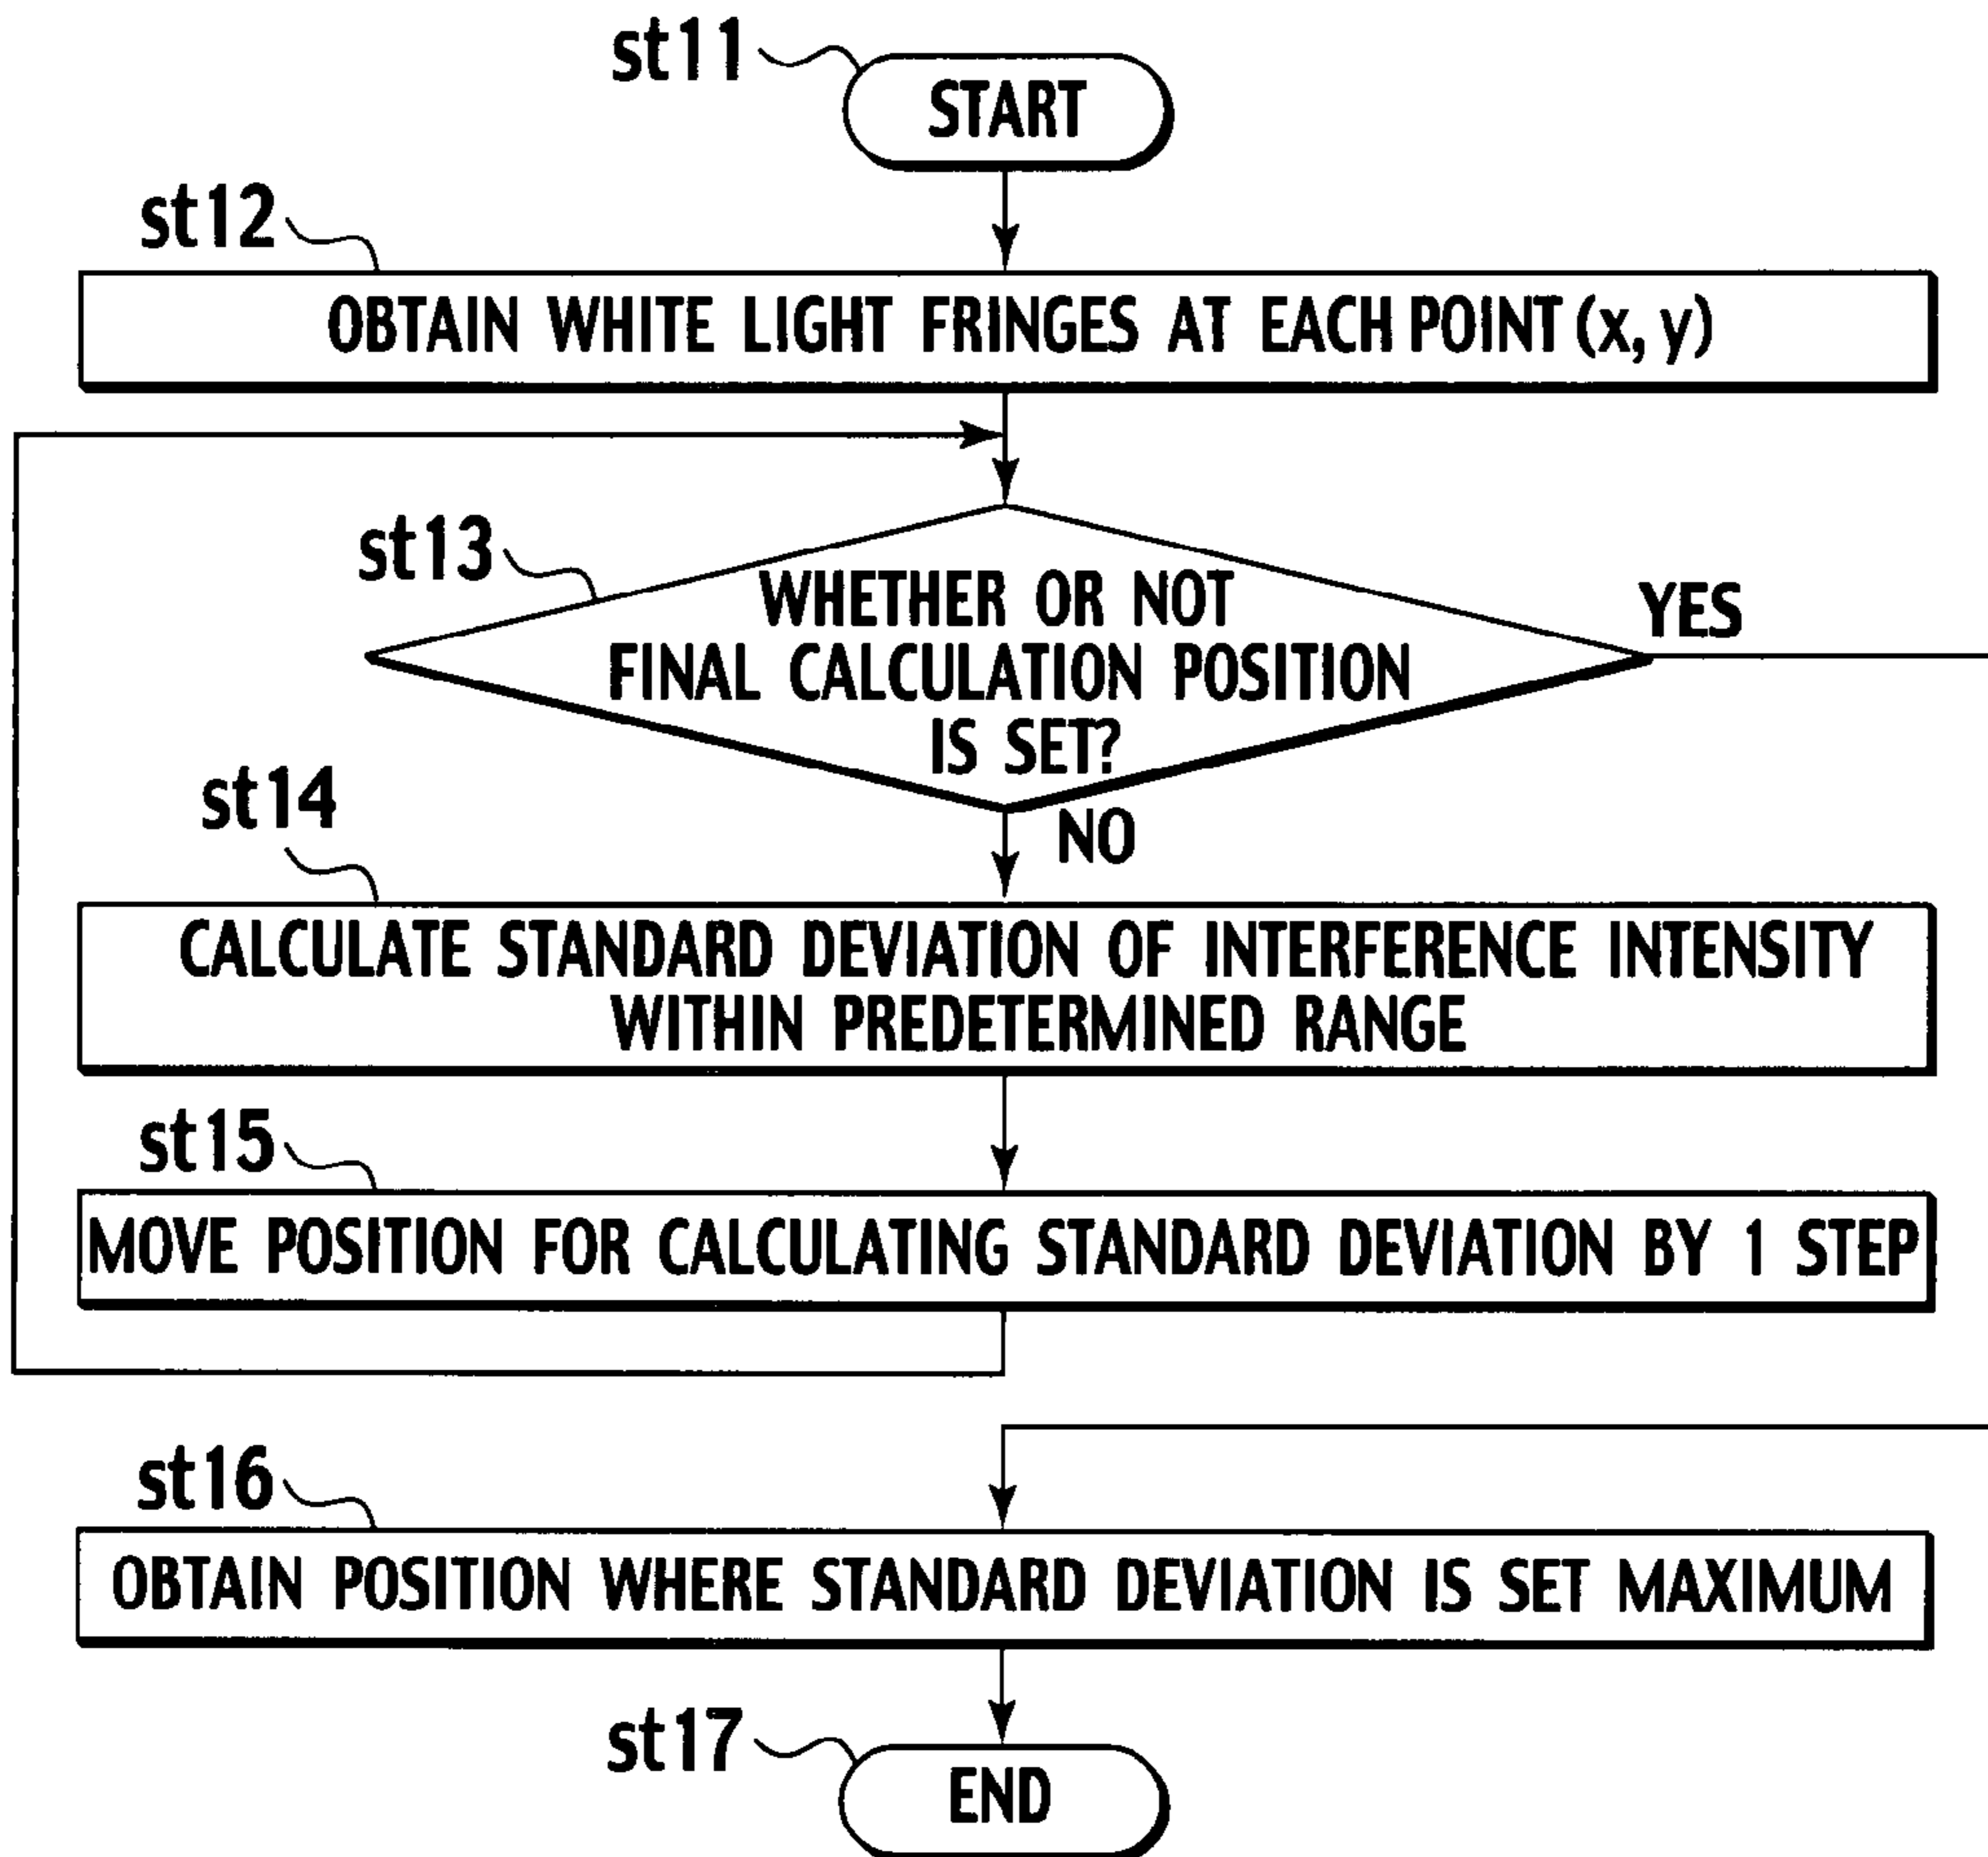 st11
START
st12
OBTAIN WHITE LIGHT FRINGES AT EACH POINT (x, y)
st13
WHETHER OR NOT
FINAL CALCULATION POSITION
IS SET?
YES
NO
st14
CALCULATE STANDARD DEVIATION OF INTERFERENCE INTENSITY
WITHIN PREDETERMINED RANGE
st15
MOVE POSITION FOR CALCULATING STANDARD DEVIATION BY 1 STEP
st16
OBTAIN POSITION WHERE STANDARD DEVIATION IS SET MAXIMUM
st17
END